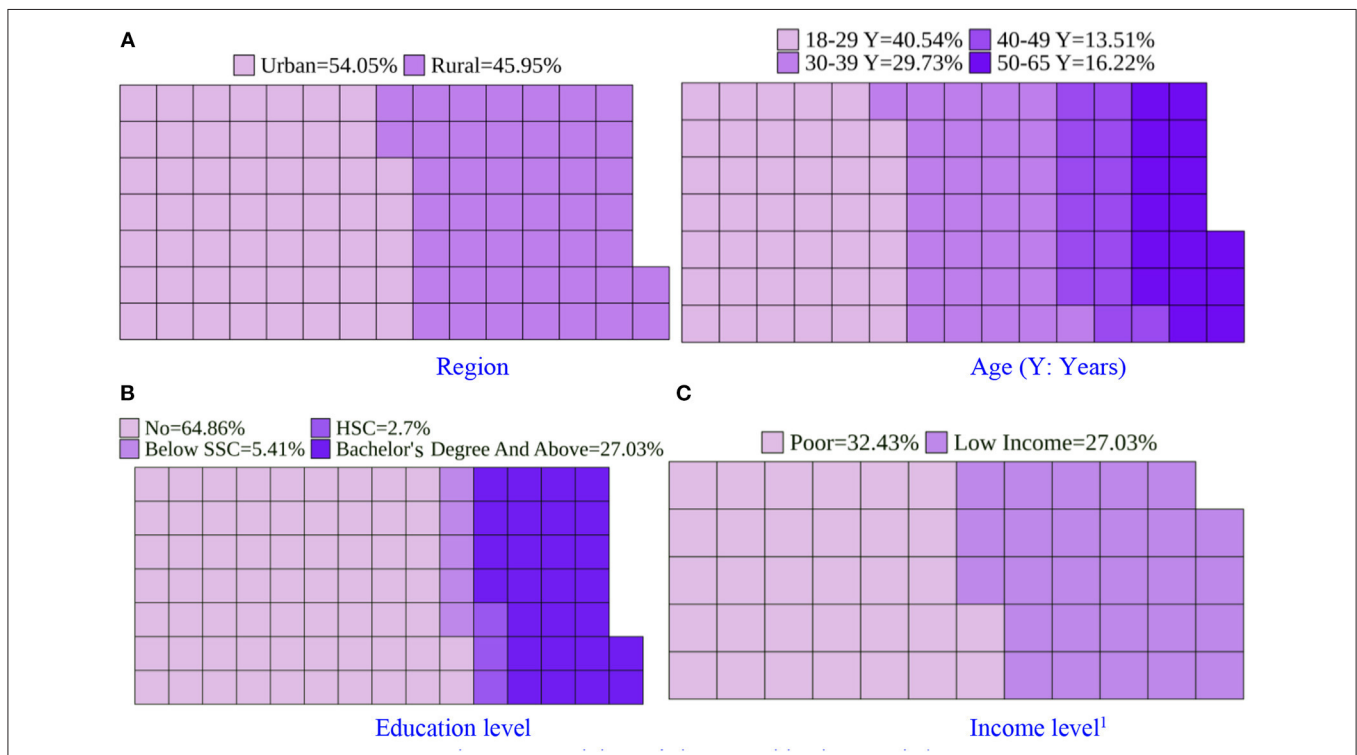 A
Urban=54.05% Rural=45.95%
18-29 Y=40.54% 40-49 Y=13.51%
30-39 Y=29.73% 50-65 Y=16.22%
Region
Age (Y: Years)
B
No=64.86% HSC=2.7%
Below SSC=5.41% Bachelor's Degree And Above=27.03%
Education level
C
Poor=32.43% Low Income=27.03%
Income level¹